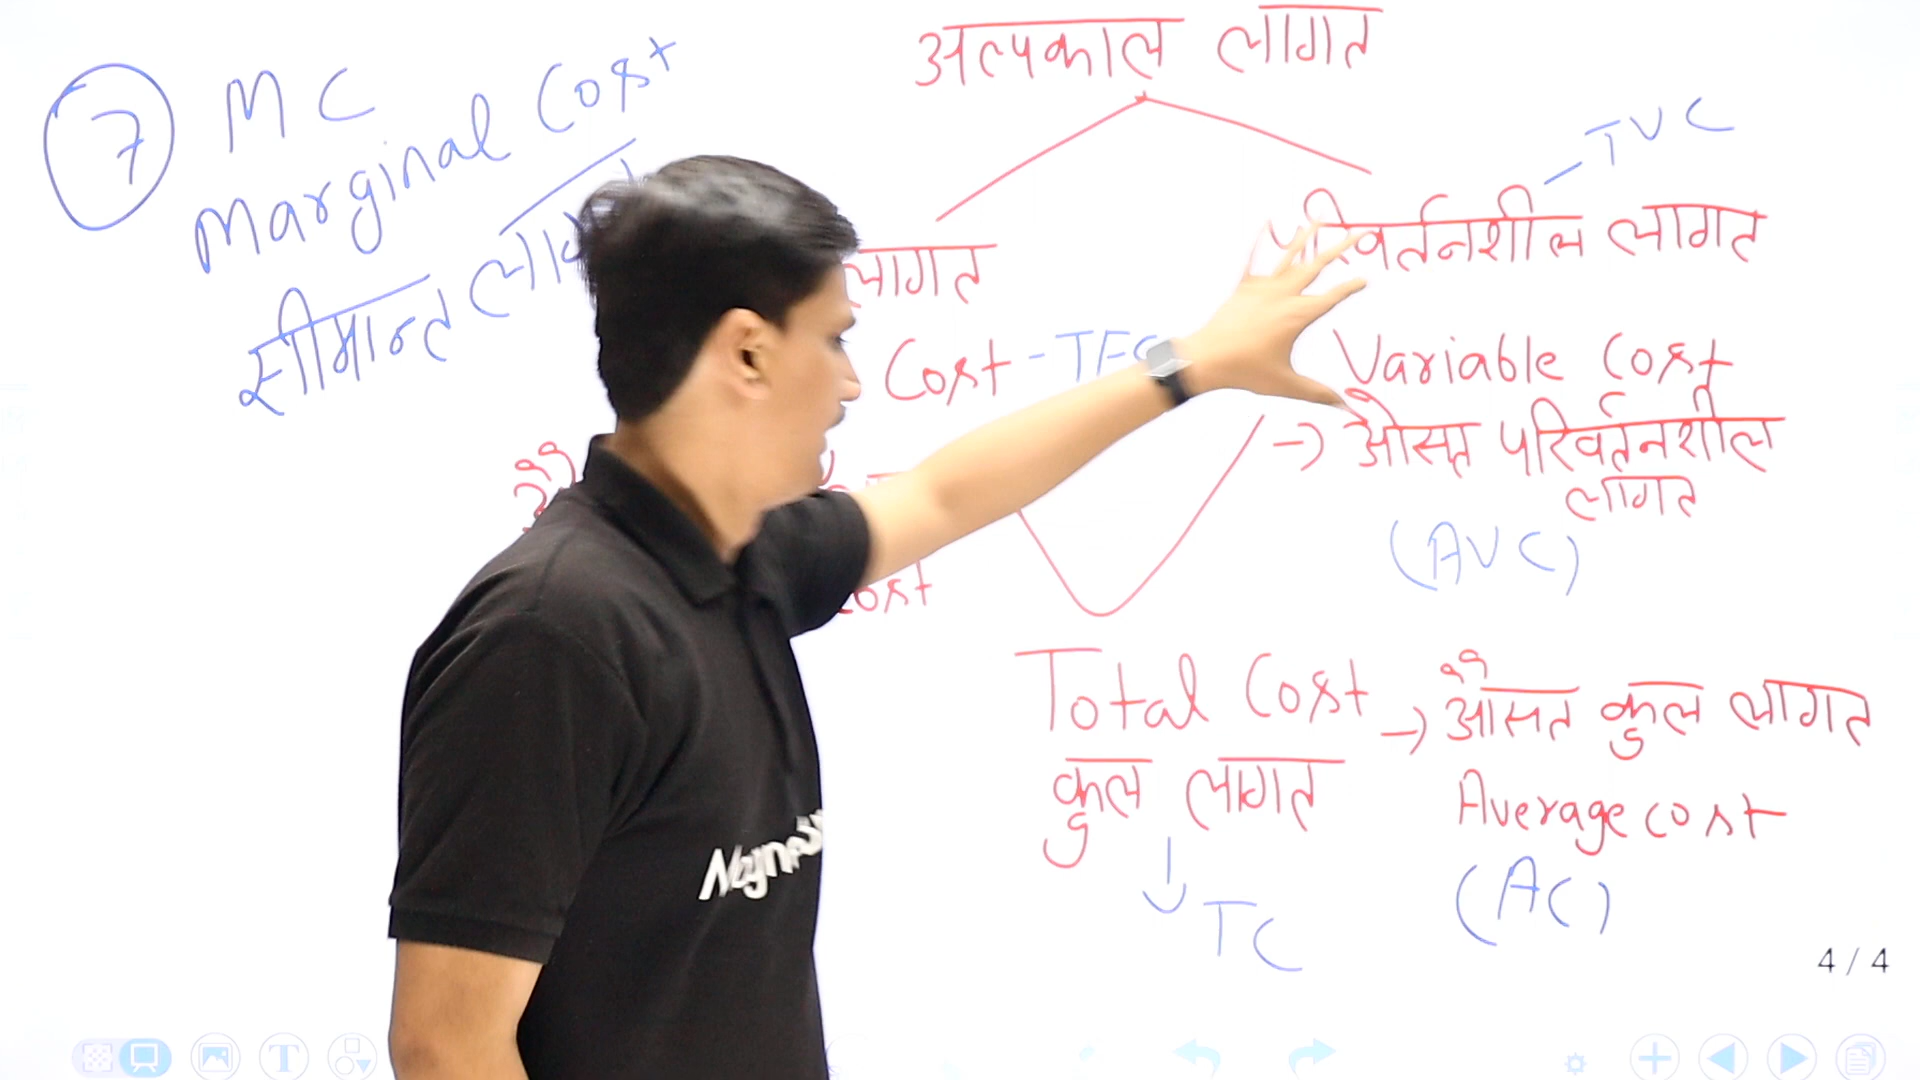 7
MC
Marginal Cost
सीमान्त
अल्पकाल लागत
TVC
लागत
परिवर्तनशील लागत
Cost - TFC
Variable Cost
→ औसत परिवर्तनशील
लागत
(AVC)
Cost
Total Cost → औसत कुल लागत
कुल लागत
Average cost
(AC)
TC
4 / 4